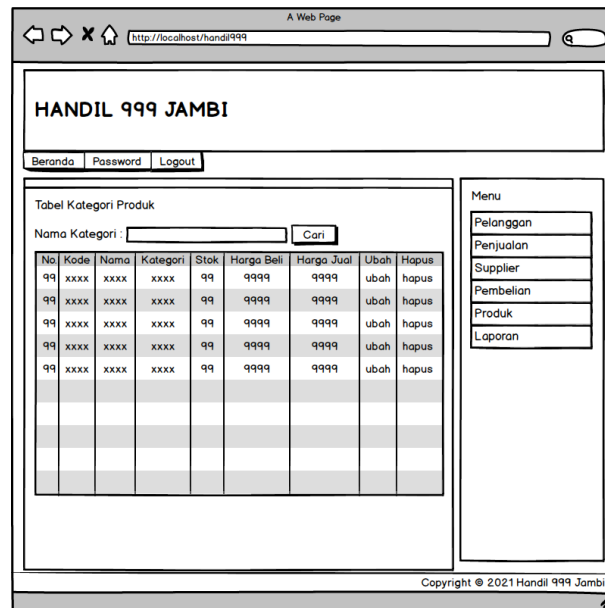 A Web Page
http://localhost/handil999
HANDIL 999 JAMBI
Beranda Password Logout
Tabel Kategori Produk
Nama Kategori : Cari
No. Kode Nama Kategori Stok Harga Beli Harga Jual Ubah Hapus
99 xxxx xxxx xxxx 99 9999 9999 ubah hapus
99 xxxx xxxx xxxx 99 9999 9999 ubah hapus
99 xxxx xxxx xxxx 99 9999 9999 ubah hapus
99 xxxx xxxx xxxx 99 9999 9999 ubah hapus
99 xxxx xxxx xxxx 99 9999 9999 ubah hapus
Menu
Pelanggan
Penjualan
Supplier
Pembelian
Produk
Laporan
Copyright © 2021 Handil 999 Jambi